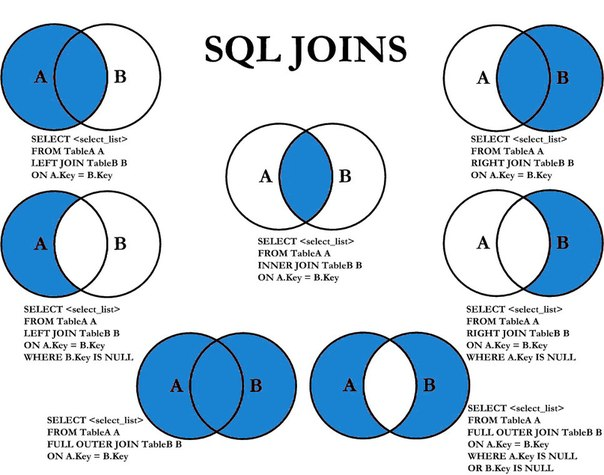 SQL JOINS
A B
SELECT <select_list>
FROM TableA A
LEFT JOIN TableB B
ON A.Key = B.Key
A B
SELECT <select_list>
FROM TableA A
RIGHT JOIN TableB B
ON A.Key = B.Key
A B
SELECT <select_list>
FROM TableA A
INNER JOIN TableB B
ON A.Key = B.Key
A B
SELECT <select_list>
FROM TableA A
LEFT JOIN TableB B
ON A.Key = B.Key
WHERE B.Key IS NULL
A B
SELECT <select_list>
FROM TableA A
RIGHT JOIN TableB B
ON A.Key = B.Key
WHERE A.Key IS NULL
A B
SELECT <select_list>
FROM TableA A
FULL OUTER JOIN TableB B
ON A.Key = B.Key
A B
SELECT <select_list>
FROM TableA A
FULL OUTER JOIN TableB B
ON A.Key = B.Key
WHERE A.Key IS NULL
OR B.Key IS NULL